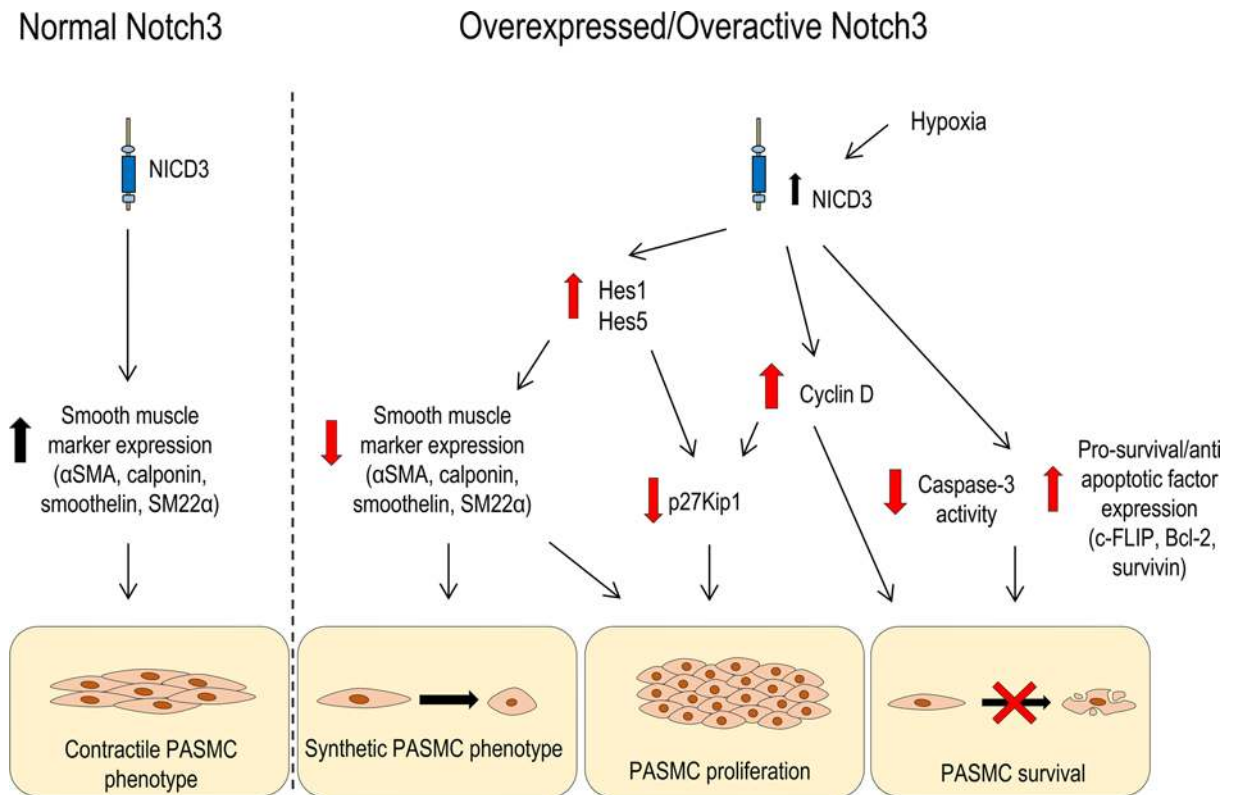 Normal Notch3
Overexpressed/Overactive Notch3
NICD3
Hypoxia
NICD3
Hes1
Hes5
Cyclin D
Smooth muscle
marker expression
(αSMA, calponin,
smoothelin, SM22α)
Smooth muscle
marker expression
(αSMA, calponin,
smoothelin, SM22α)
p27Kip1
Caspase-3
activity
Pro-survival/anti
apoptotic factor
expression
(c-FLIP, Bcl-2,
survivin)
Contractile PASMC
phenotype
Synthetic PASMC phenotype
PASMC proliferation
PASMC survival